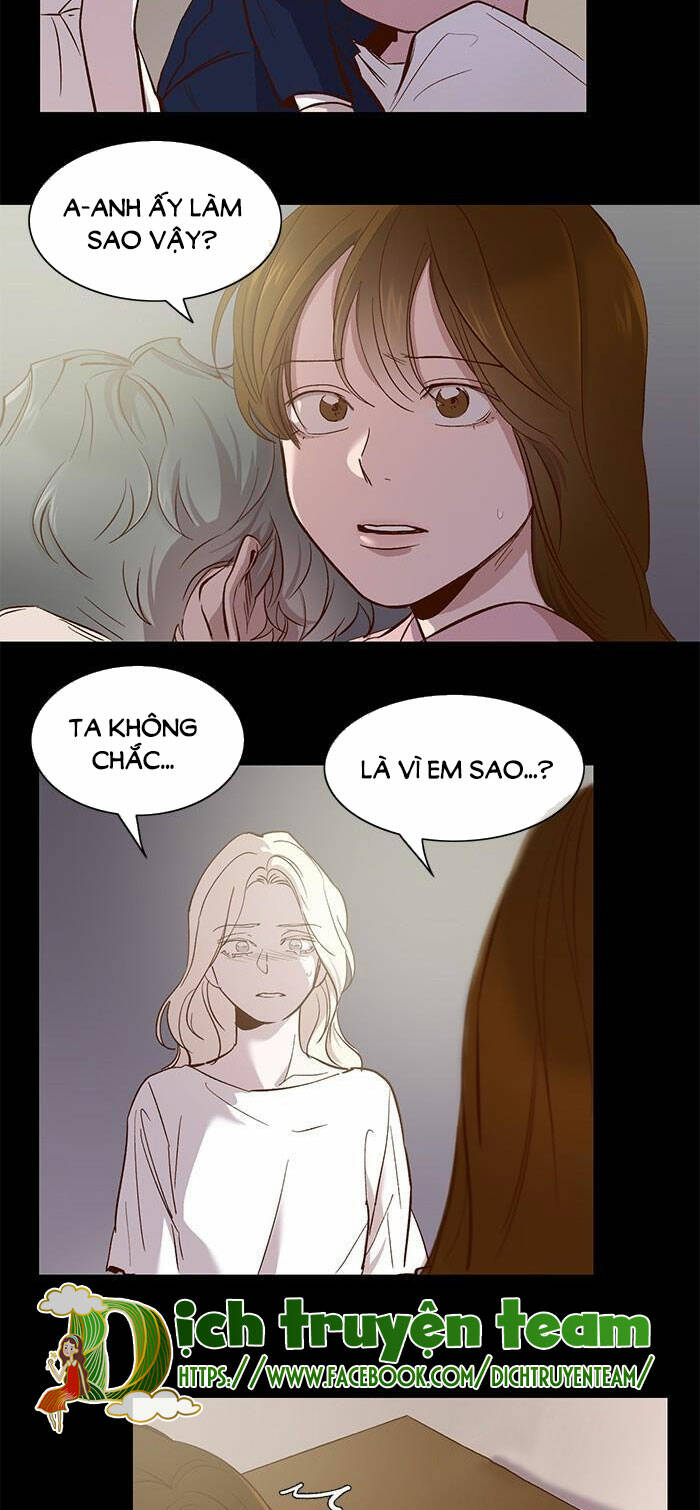 A-ANH ẤY LÀM
SAO VẬY?
TA KHÔNG
CHẮC...
LÀ VÌ EM SAO...?
Dịch truyện team
HTTPS://WWW.FACEBOOK.COM/DICHTRUYENTEAM/